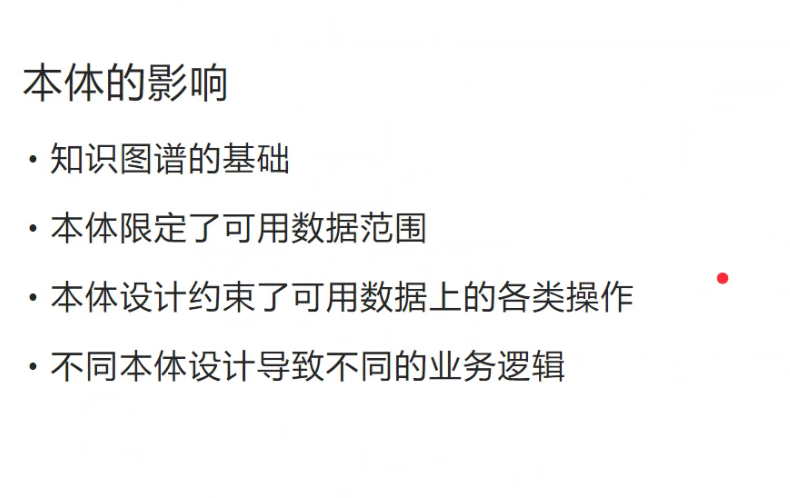 本体的影响
• 知识图谱的基础
• 本体限定了可用数据范围
• 本体设计约束了可用数据上的各类操作
• 不同本体设计导致不同的业务逻辑